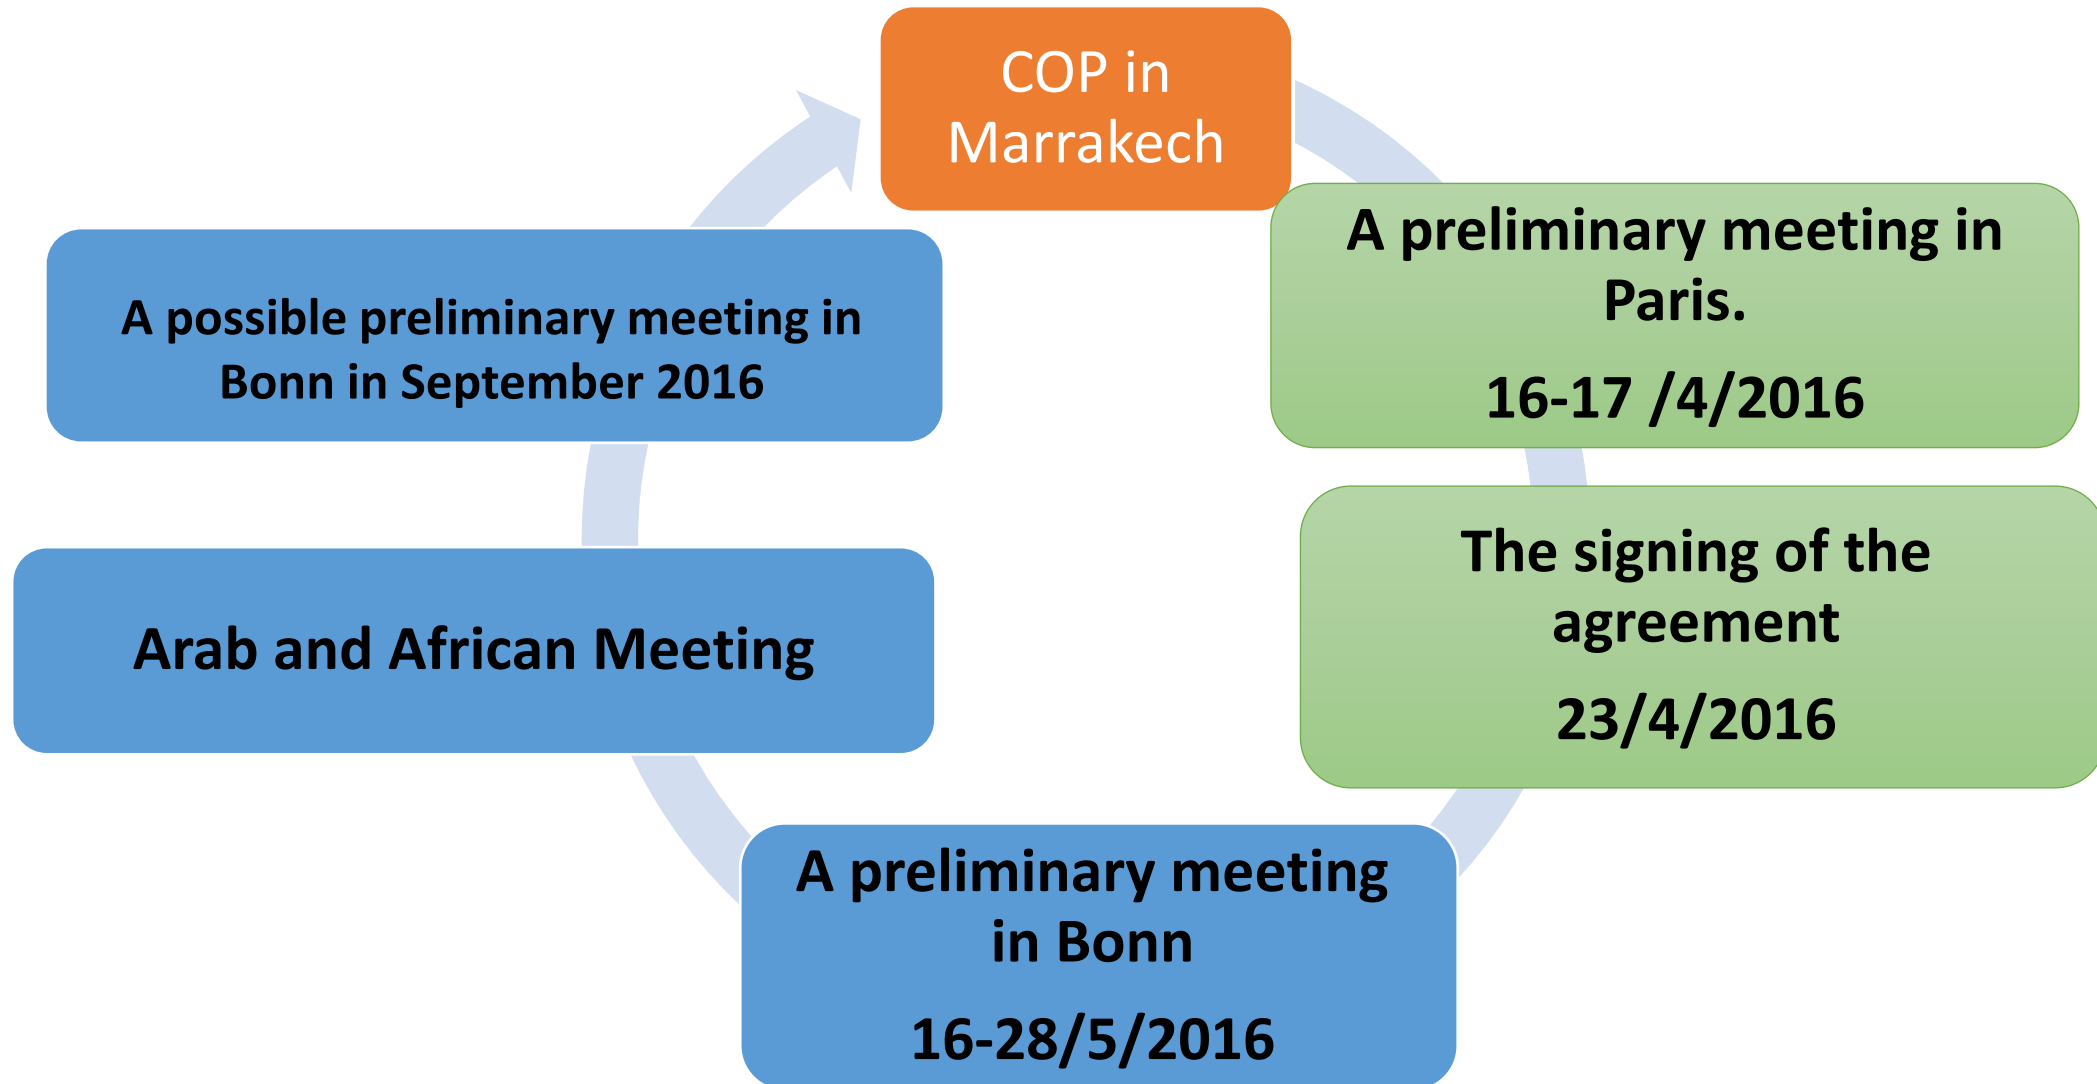 COP in
Marrakech
A preliminary meeting in
Paris.
16-17 /4/2016
The signing of the
agreement
23/4/2016
A preliminary meeting
in Bonn
16-28/5/2016
Arab and African Meeting
A possible preliminary meeting in
Bonn in September 2016